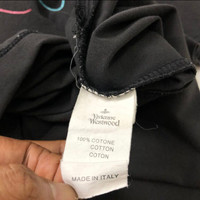 Vivienne
Westwood
100% COTONE
COTTON
COTON
MADE IN ITALY